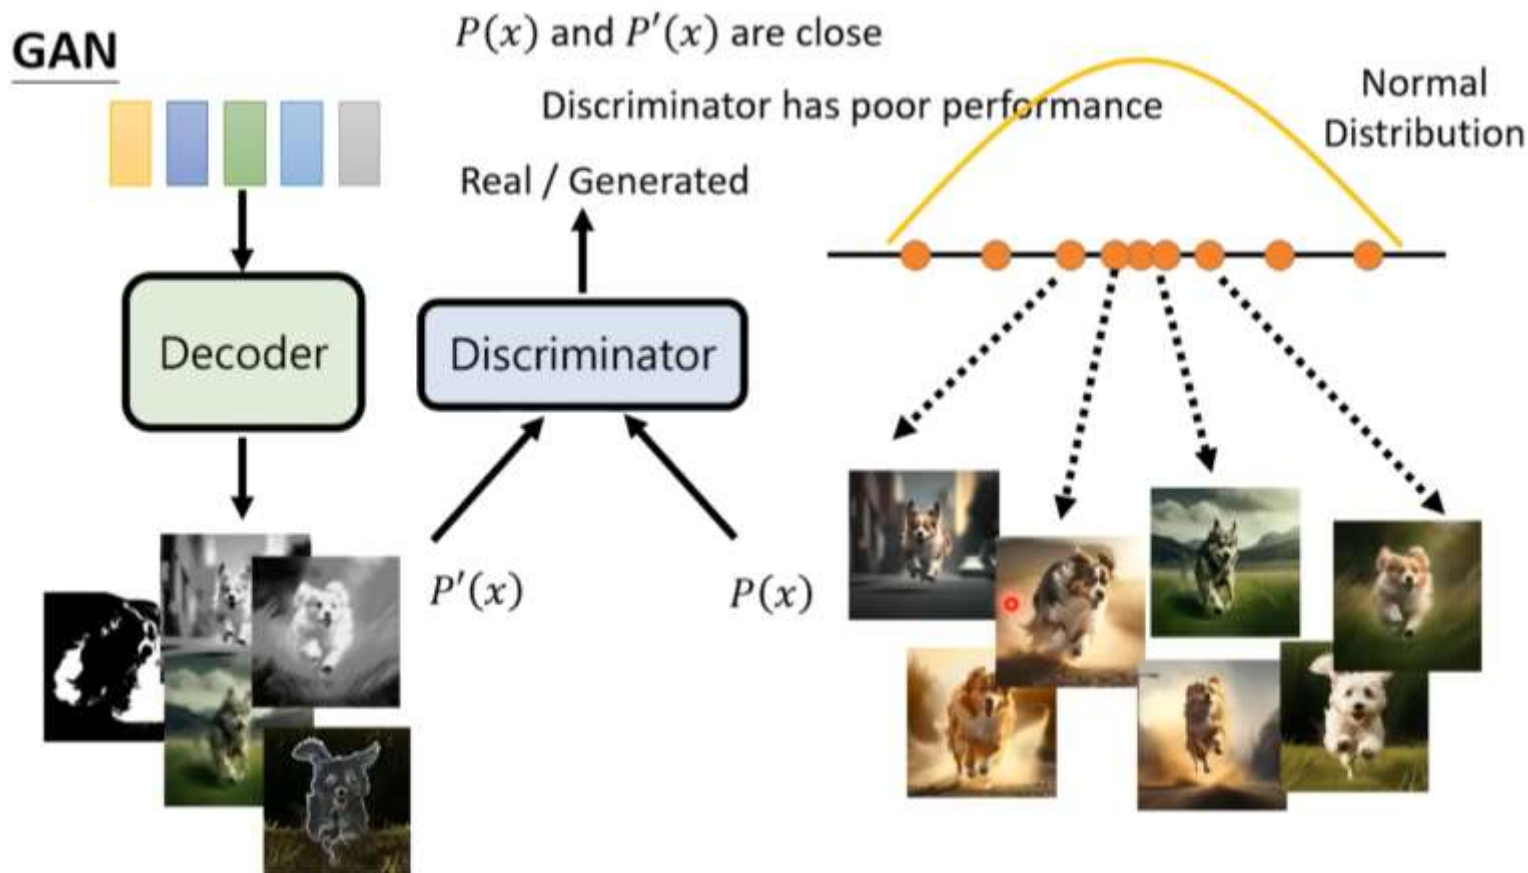 GAN
P(x) and P′(x) are close
Discriminator has poor performance
Real / Generated
Normal
Distribution
Decoder
Discriminator
P′(x)
P(x)